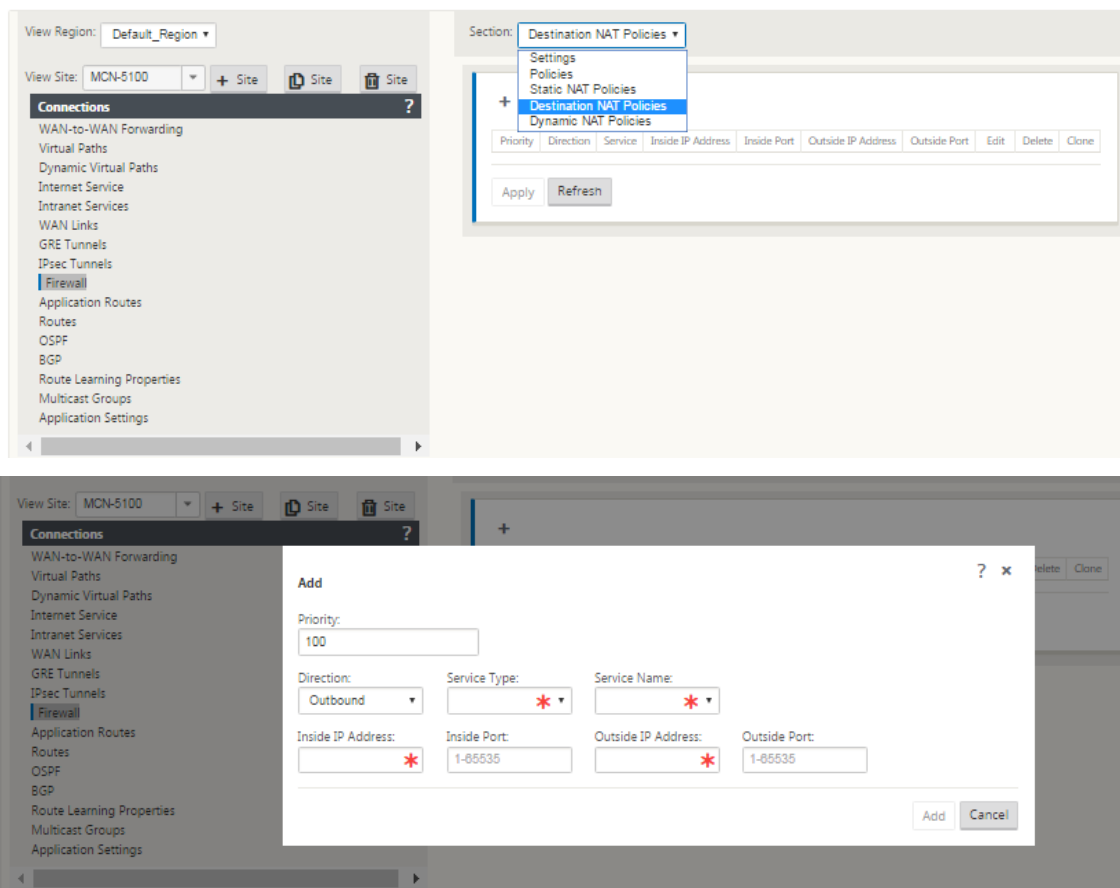 View Region: Default_Region
Section: Destination NAT Policies
Settings
Policies
Static NAT Policies
Destination NAT Policies
Dynamic NAT Policies
View Site: MCN-5100 + Site Site Site
Connections ?
WAN-to-WAN Forwarding
Virtual Paths
Dynamic Virtual Paths
Internet Service
Intranet Services
WAN Links
GRE Tunnels
IPsec Tunnels
Firewall
Application Routes
Routes
OSPF
BGP
Route Learning Properties
Multicast Groups
Application Settings
+
Priority Direction Service Inside IP Address Inside Port Outside IP Address Outside Port Edit Delete Clone
Apply Refresh
View Site: MCN-5100 + Site Site Site
Connections ?
WAN-to-WAN Forwarding
Virtual Paths
Dynamic Virtual Paths
Internet Service
Intranet Services
WAN Links
GRE Tunnels
IPsec Tunnels
Firewall
Application Routes
Routes
OSPF
BGP
Route Learning Properties
Multicast Groups
Application Settings
+
Clone
Add ? ×
Priority:
100
Direction: Service Type: Service Name:
Outbound * *
Inside IP Address: Inside Port: Outside IP Address: Outside Port:
* 1-65535 * 1-65535
Add Cancel